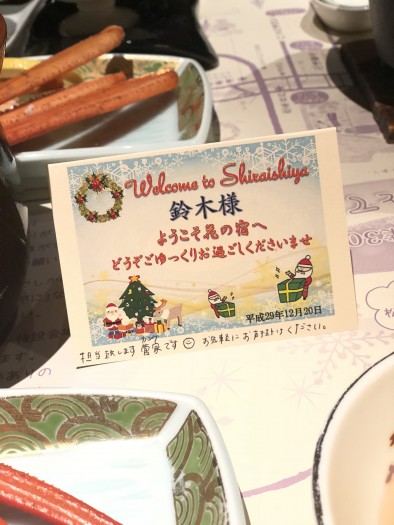 Welcome to Shiraishiya
鈴木様
ようこそ花の宿へ
どうぞごゆっくりお過ごしくださいませ
平成29年12月20日
担当致します 菅家です☺ お気軽にお声掛けください。